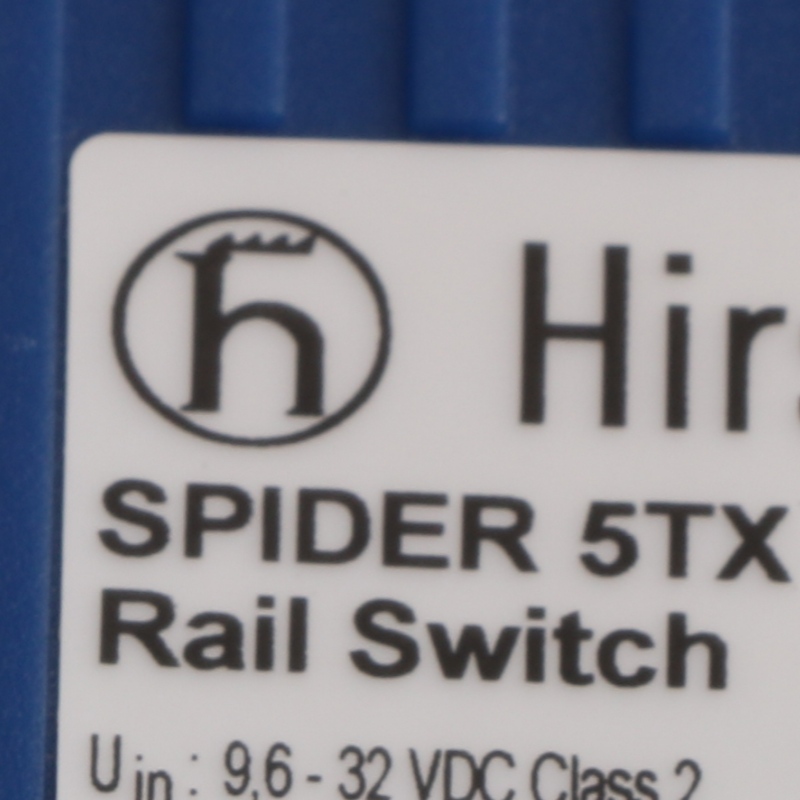 Hirs
SPIDER 5TX
Rail Switch
U in : 9,6 - 32 VDC Class 2